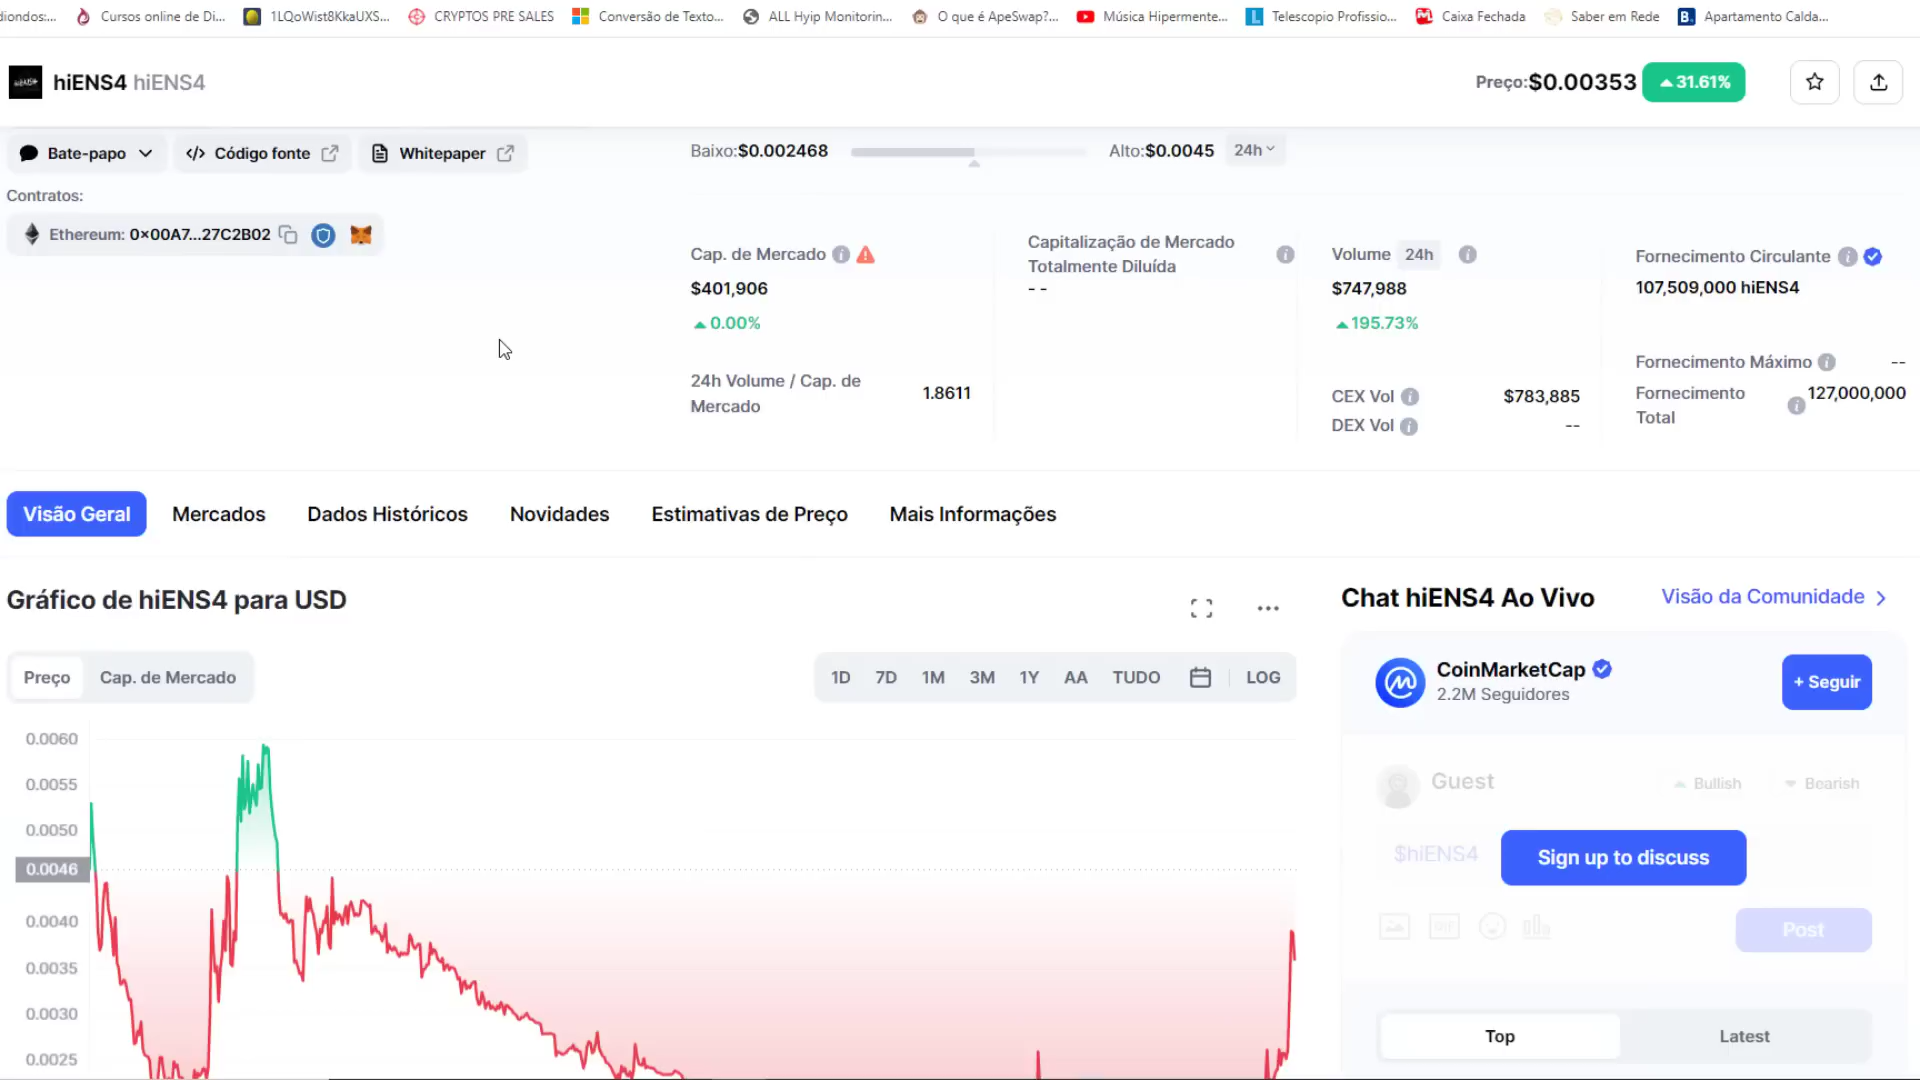 diondos:...
Cursos online de Di...
1LQoWist8KkaUXS...
CRYPTOS PRE SALES
Conversão de Texto...
ALL Hyip Monitorin...
O que é ApeSwap?...
Música Hipermente...
Telescopio Profissio...
Caixa Fechada
Saber em Rede
Apartamento Calda...
hiENS4 hiENS4
Preço:$0.00353
31.61%
Bate-papo
Código fonte
Whitepaper
Baixo:$0.002468
Alto:$0.0045
24h
Contratos:
Ethereum: 0x00A7...27C2B02
Cap. de Mercado
$401,906
0.00%
24h Volume / Cap. de
Mercado
1.8611
Capitalização de Mercado
Totalmente Diluída
- -
Volume 24h
$747,988
195.73%
CEX Vol
$783,885
DEX Vol
--
Fornecimento Circulante
107,509,000 hiENS4
Fornecimento Máximo
--
Fornecimento
Total
127,000,000
Visão Geral
Mercados
Dados Históricos
Novidades
Estimativas de Preço
Mais Informações
Gráfico de hiENS4 para USD
Preço
Cap. de Mercado
1D
7D
1M
3M
1Y
AA
TUDO
LOG
0.0060
0.0055
0.0050
0.0046
0.0040
0.0035
0.0030
0.0025
Chat hiENS4 Ao Vivo
Visão da Comunidade
CoinMarketCap
2.2M Seguidores
+ Seguir
Guest
Bullish
Bearish
$hiENS4
Sign up to discuss
GIF
Post
Top
Latest